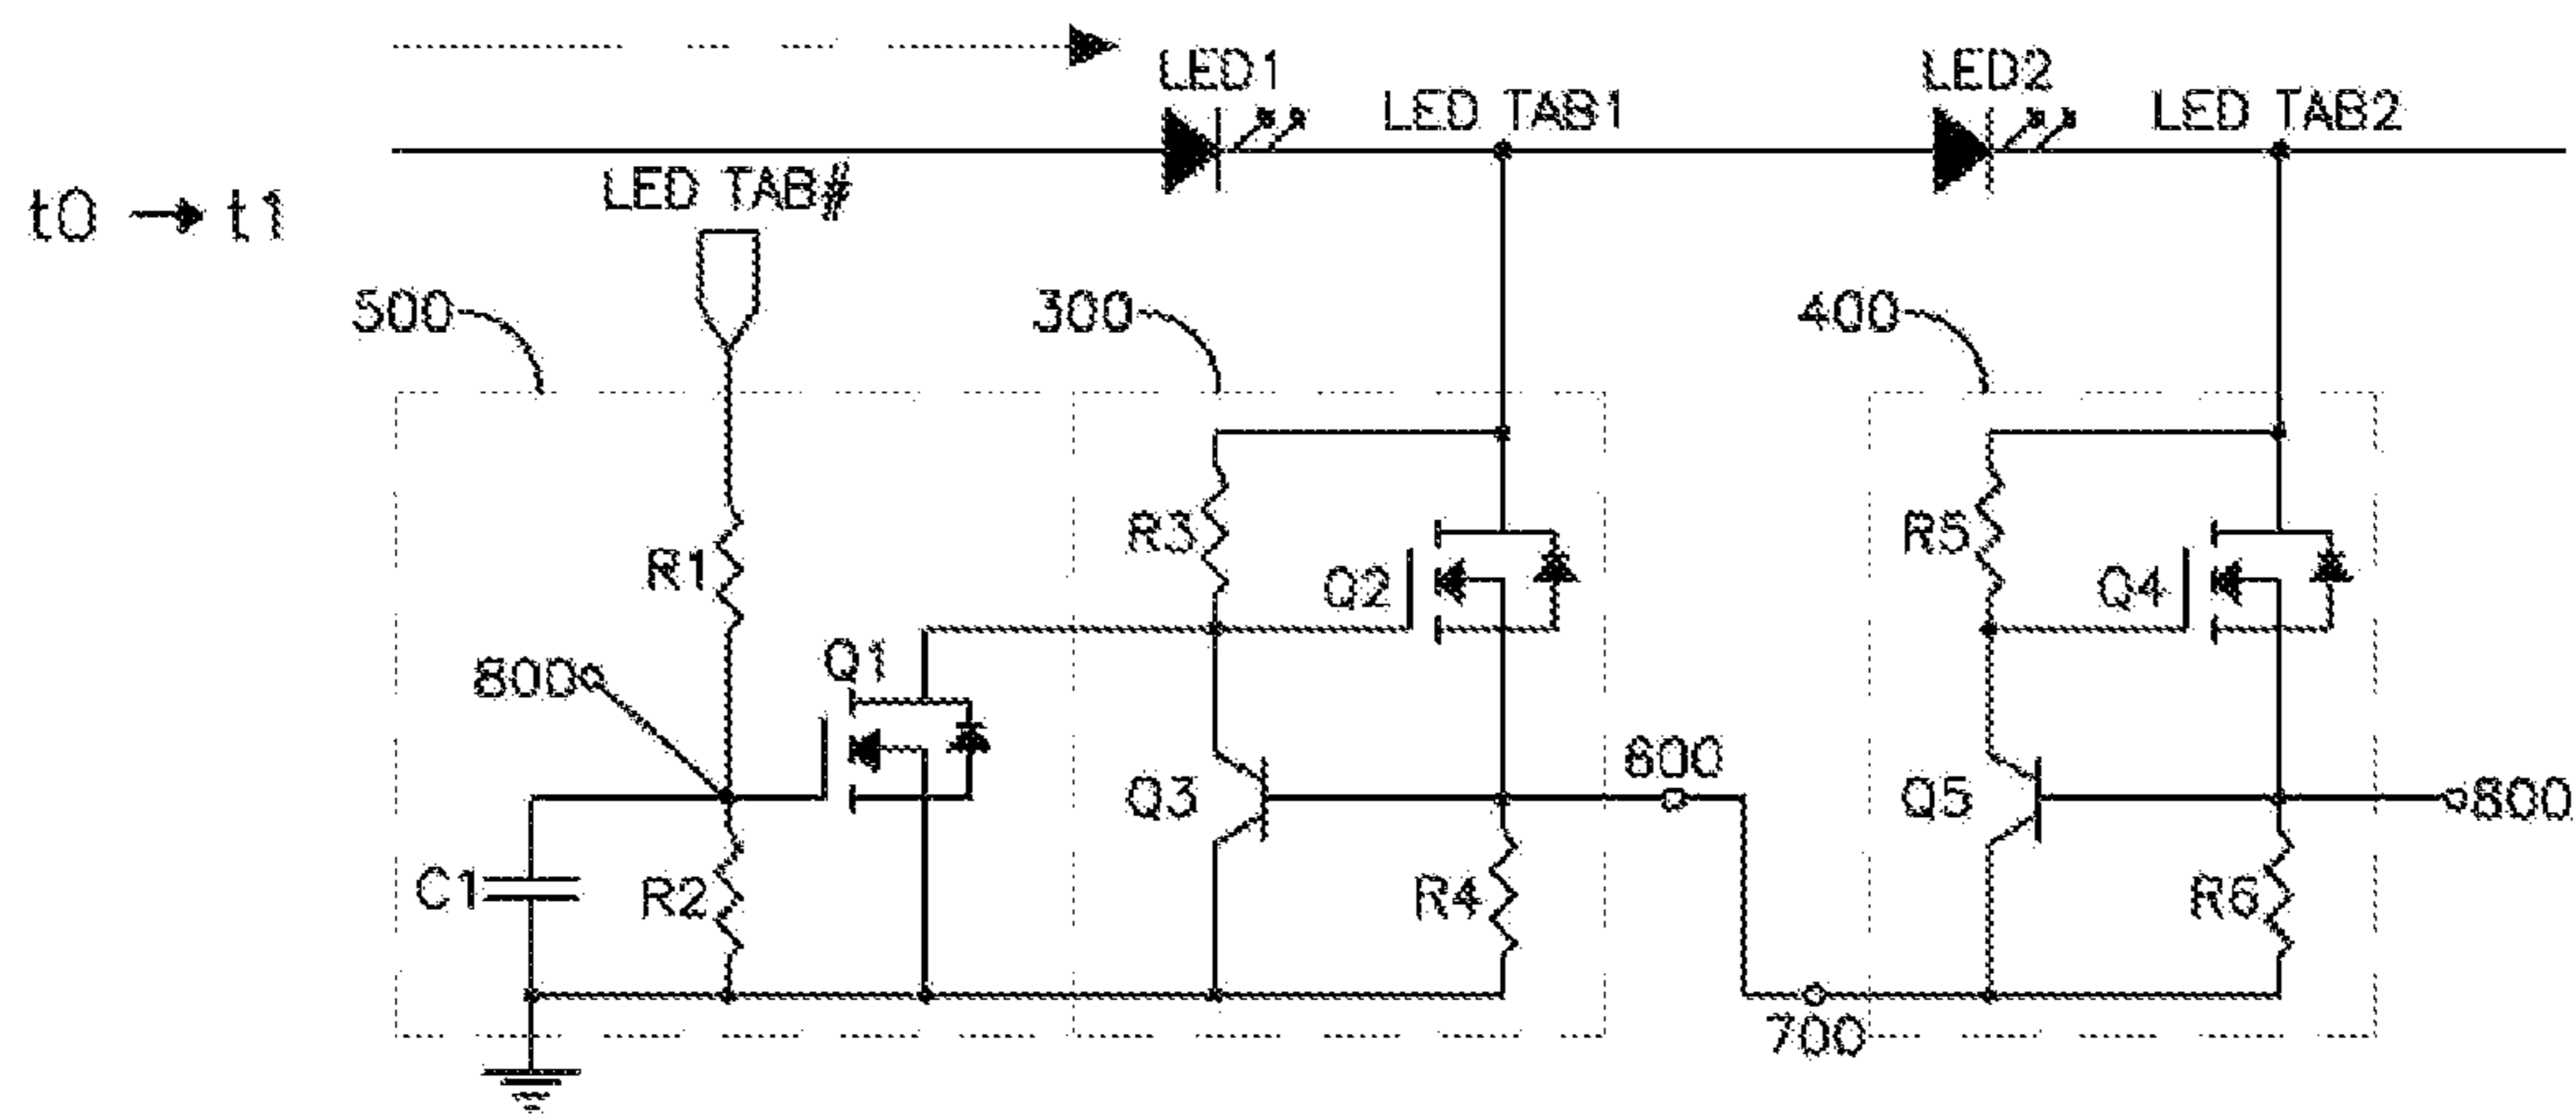 LED1
LED2
LED TAB1
LED TAB2
LED TAB#
t0 → t1
500
300
400
R3
R5
R1
Q2
Q4
Q1
800
600
Q3
Q5
800
C1
R2
R4
R6
700